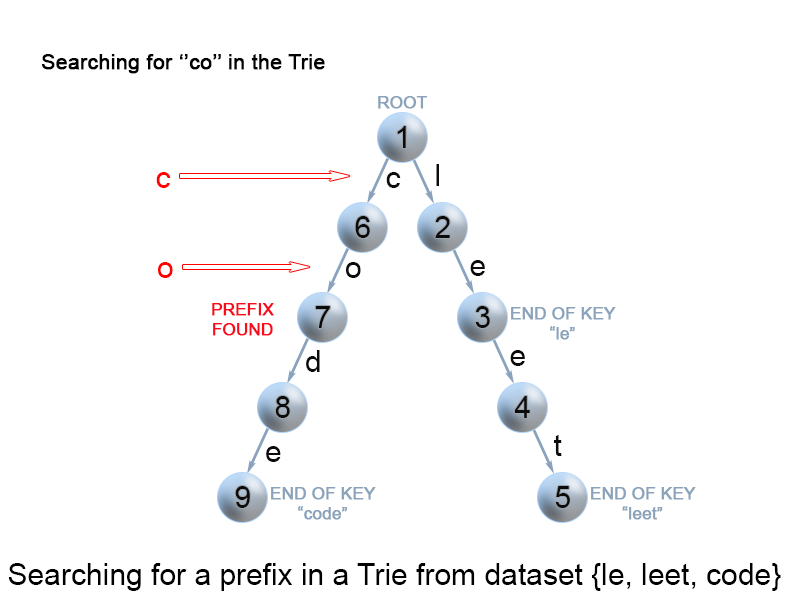 Searching for ‘’co’’ in the Trie
ROOT
1
c
c
l
6
2
o
o
e
PREFIX
FOUND
7
3
END OF KEY
“le”
d
e
8
4
e
t
9
END OF KEY
“code”
5
END OF KEY
“leet”
Searching for a prefix in a Trie from dataset {le, leet, code}